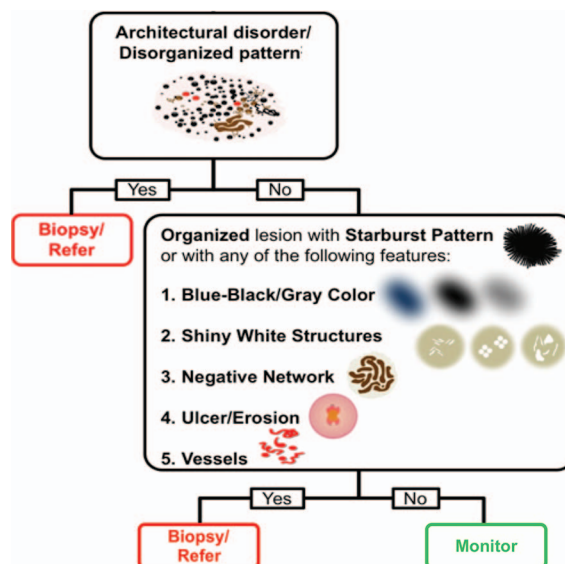 Architectural disorder/
Disorganized pattern:
Yes
No
Biopsy/
Refer
Organized lesion with Starburst Pattern
or with any of the following features:
1. Blue-Black/Gray Color
2. Shiny White Structures
3. Negative Network
4. Ulcer/Erosion
5. Vessels
Yes
No
Biopsy/
Refer
Monitor